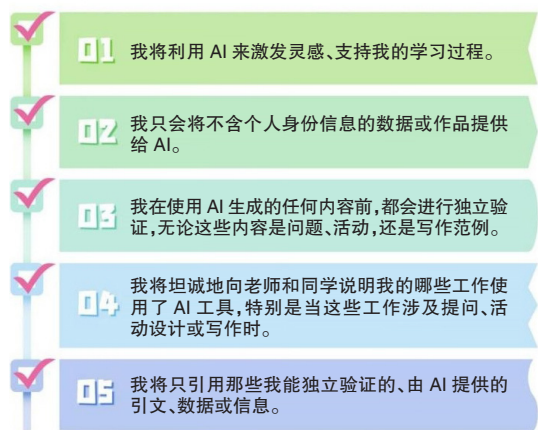 01 我将利用 AI 来激发灵感、支持我的学习过程。
02 我只会将不含个人身份信息的数据或作品提供
给 AI。
03 我在使用 AI 生成的任何内容前,都会进行独立验
证,无论这些内容是问题、活动,还是写作范例。
04 我将坦诚地向老师和同学说明我的哪些工作使
用了 AI 工具,特别是当这些工作涉及提问、活
动设计或写作时。
05 我将只引用那些我能独立验证的、由 AI 提供的
引文、数据或信息。